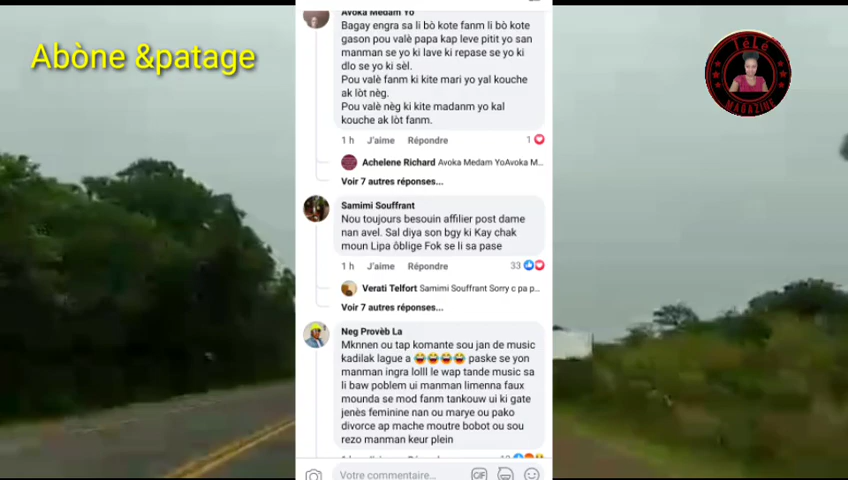 Abòne &patage
TéLé
MAGAZINE
Avoka Medam Yo
Bagay engra sa li bò kote fanm li bò kote
gason pou valè papa kap leve pitit yo san
manman se yo ki lave ki repase se yo ki
dlo se yo ki sèl.
Pou valè fanm ki kite mari yo yal kouche
ak lòt nèg.
Pou valè nèg ki kite madanm yo kal
kouche ak lòt fanm.
1 h J'aime Répondre 1
Achelene Richard Avoka Medam YoAvoka M...
Voir 7 autres réponses...
Samimi Souffrant
Nou toujours besouin affilier post dame
nan avel. Sal diya son bgy ki Kay chak
moun Lipa ôblige Fok se li sa pase
1 h J'aime Répondre 33
Verati Telfort Samimi Souffrant Sorry c pa p...
Voir 7 autres réponses...
Neg Provèb La
Mknnen ou tap komante sou jan de music
kadilak lague a 😂😂😂😂 paske se yon
manman ingra lolll le wap tande music sa
li baw poblem ui manman limenna faux
mounda se mod fanm tankouw ui ki gate
jenès feminine nan ou marye ou pako
divorce ap mache moutre bobot ou sou
rezo manman keur plein
Votre commentaire... GIF